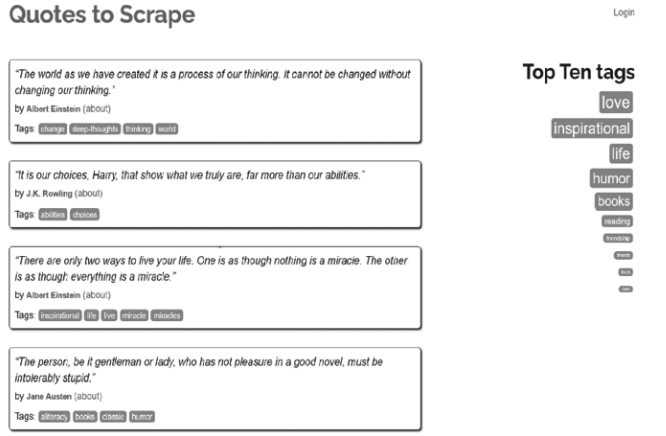 Quotes to Scrape
Login
“The world as we have created it is a process of our thinking. It cannot be changed without
changing our thinking.”
by Albert Einstein (about)
Tags: change deep-thoughts thinking world
“It is our choices, Harry, that show what we truly are, far more than our abilities.”
by J.K. Rowling (about)
Tags: abilities choices
“There are only two ways to live your life. One is as though nothing is a miracle. The other
is as though everything is a miracle.”
by Albert Einstein (about)
Tags: inspirational life live miracle miracles
“The person, be it gentleman or lady, who has not pleasure in a good novel, must be
intolerably stupid.”
by Jane Austen (about)
Tags: aliteracy books classic humor
Top Ten tags
love
inspirational
life
humor
books
reading
friendship
friends